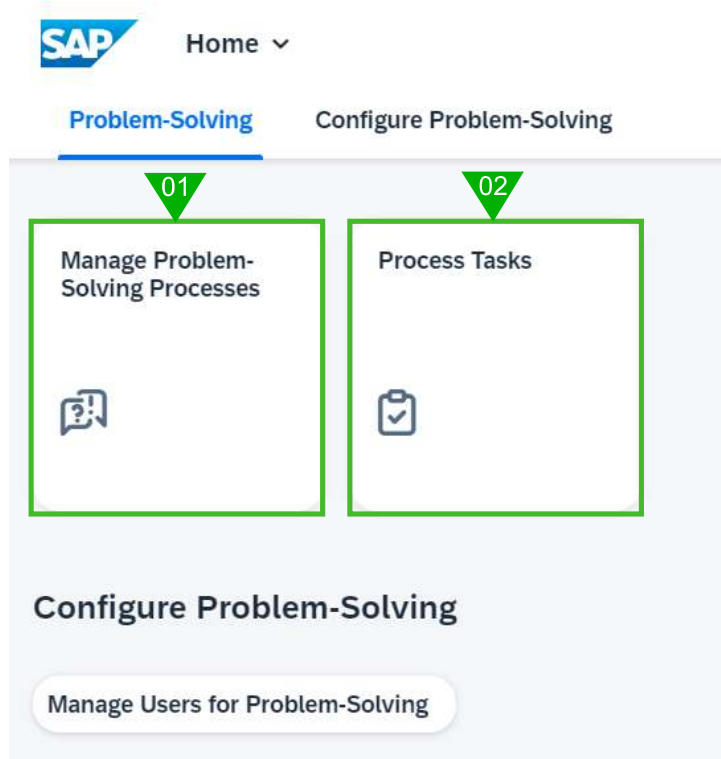 SAP Home
Problem-Solving Configure Problem-Solving
01 02
Manage Problem-
Solving Processes
Process Tasks
Configure Problem-Solving
Manage Users for Problem-Solving